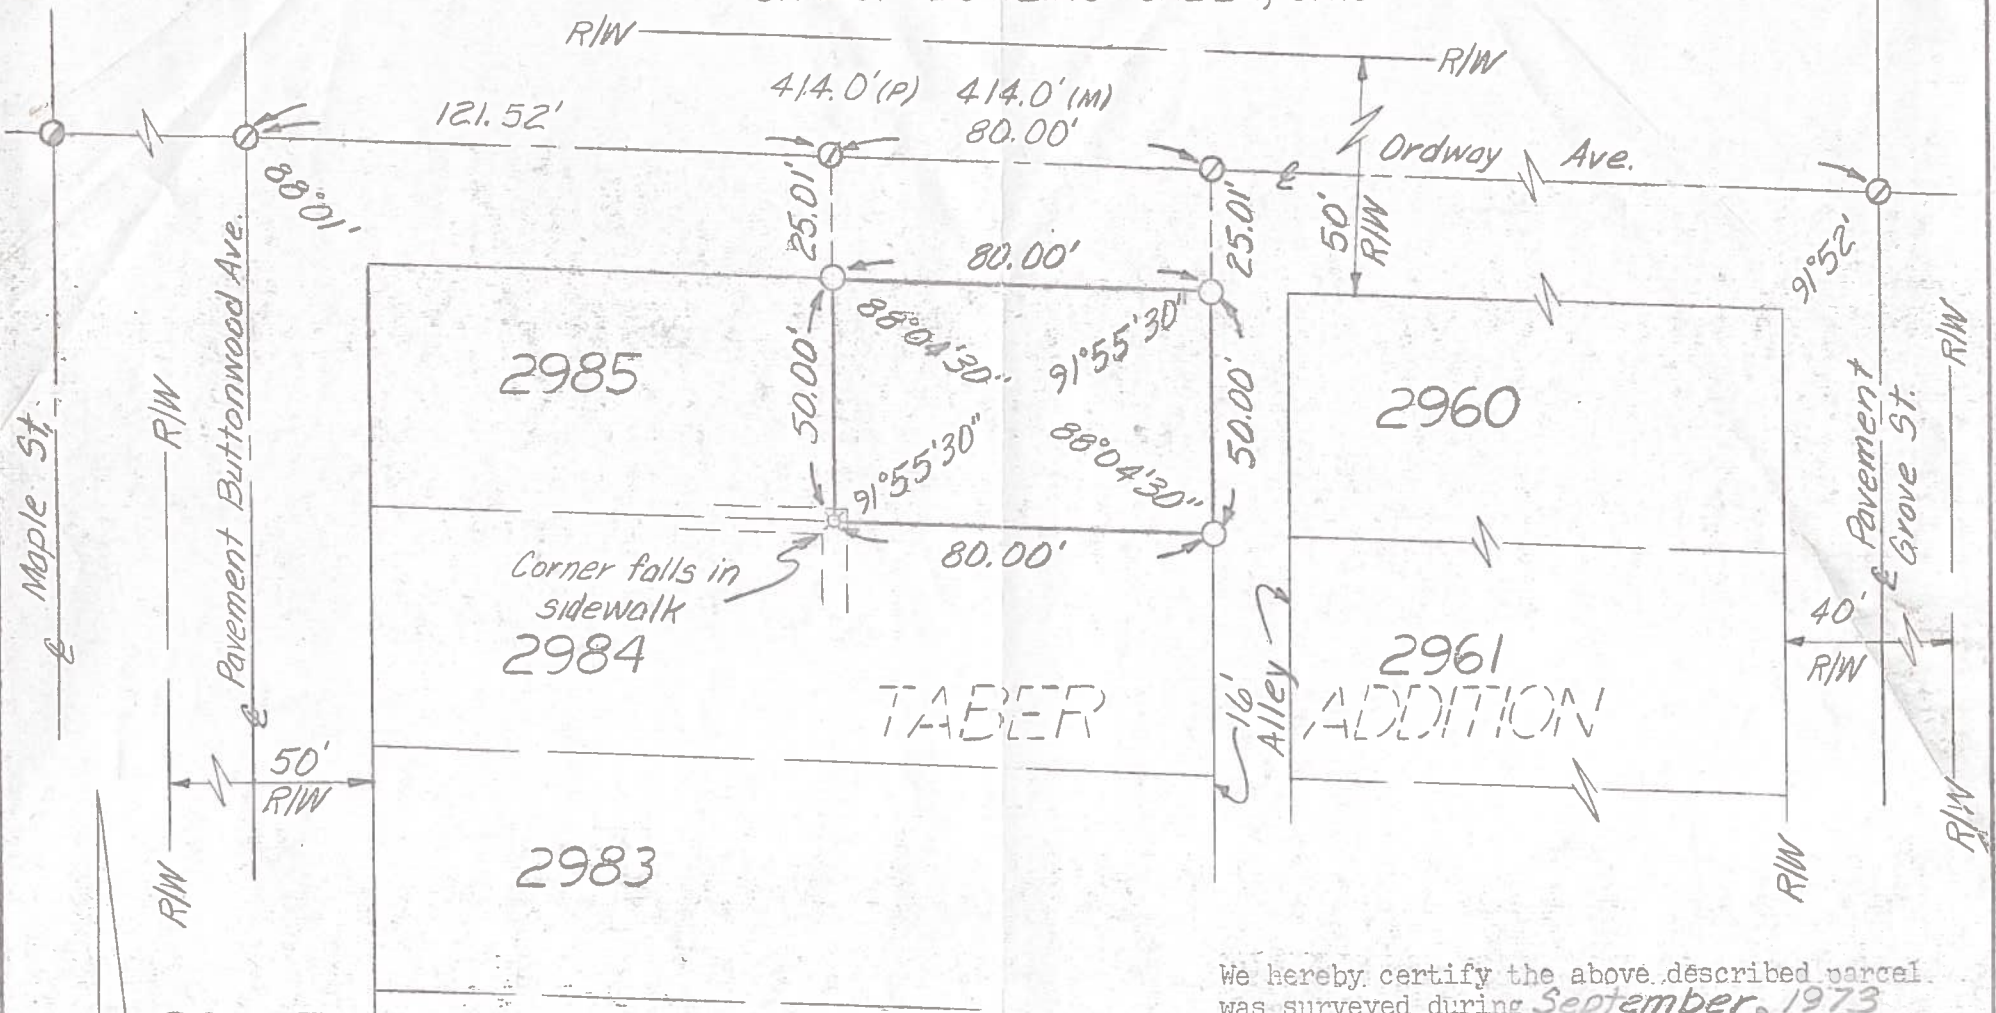 R/W
R/W
414.0'(P) 414.0'(M)
121.52'
80.00'
Ordway Ave.
℄
88°01'
25.01'
25.01'
50'
R/W
91°52'
80.00'
88°04'30"
91°55'30"
50.00'
50.00'
2985
2960
91°55'30"
88°04'30"
80.00'
Maple St.
℄
R/W
Pavement Buttonwood Ave.
℄
Pavement
℄ Grove St.
R/W
Corner falls in
sidewalk
2984
2961
40'
R/W
TABER ADDITION
16'
Alley
50'
R/W
2983
R/W
R/W
R/W
We hereby certify the above described parcel
was surveyed during September, 1973